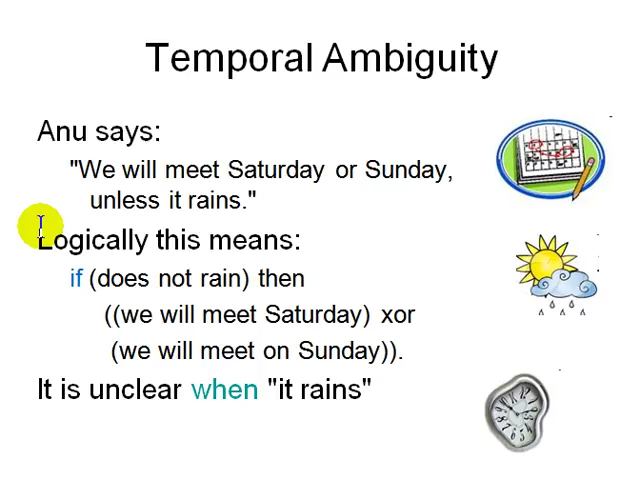 Temporal Ambiguity
Anu says:
"We will meet Saturday or Sunday,
unless it rains."
Logically this means:
if (does not rain) then
((we will meet Saturday) xor
(we will meet on Sunday)).
It is unclear when "it rains"